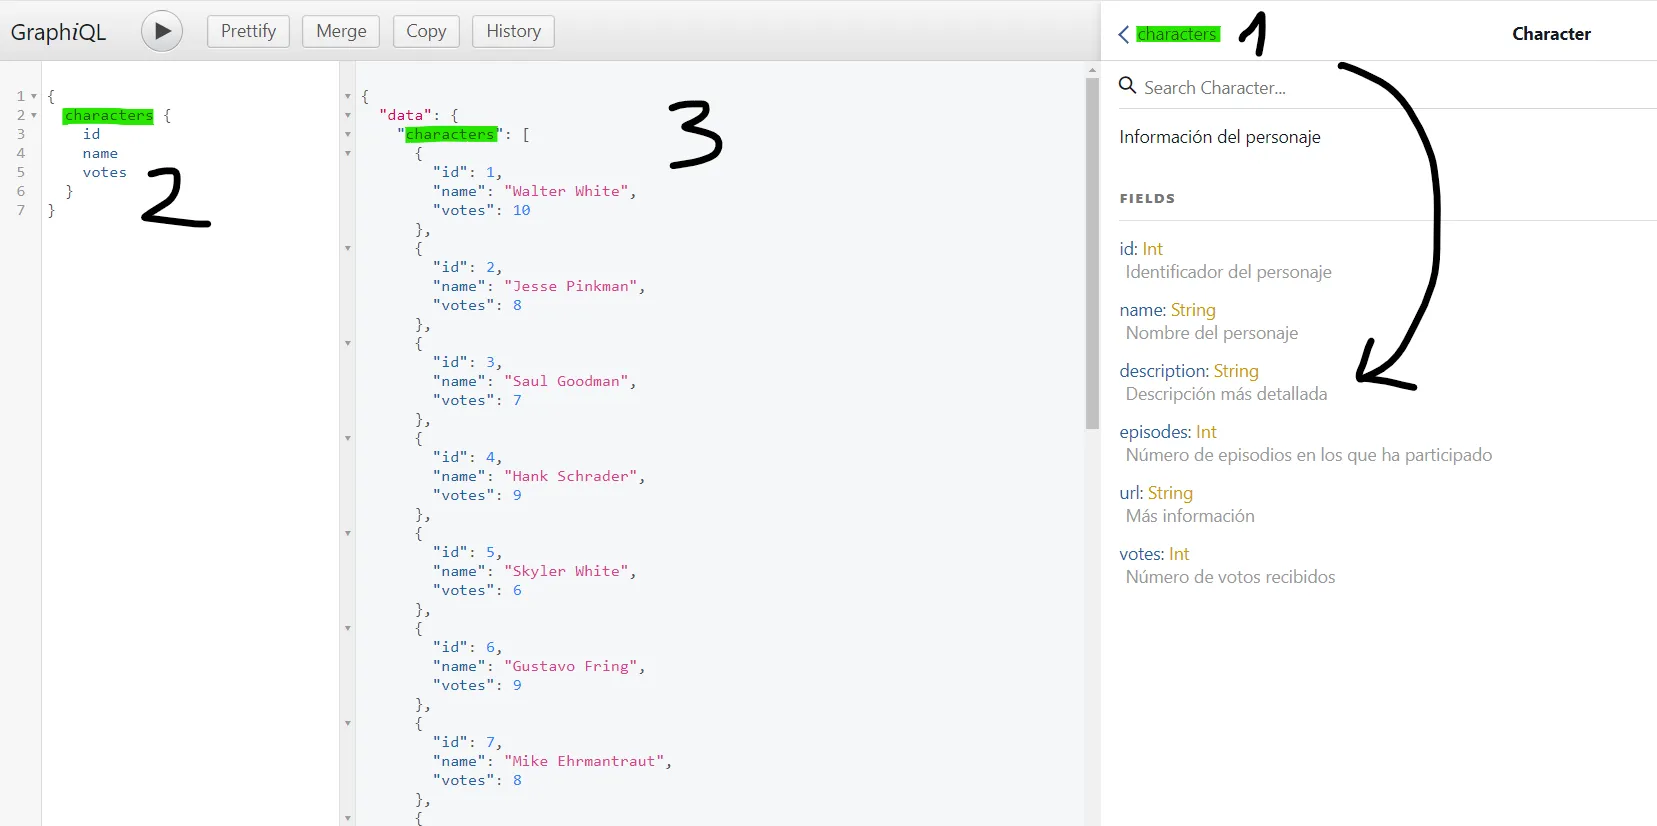 GraphiQL
Prettify
Merge
Copy
History
1 {
2 characters {
3 id
4 name
5 votes
6 }
7 }
2
{
"data": {
"characters": [
{
"id": 1,
"name": "Walter White",
"votes": 10
},
{
"id": 2,
"name": "Jesse Pinkman",
"votes": 8
},
{
"id": 3,
"name": "Saul Goodman",
"votes": 7
},
{
"id": 4,
"name": "Hank Schrader",
"votes": 9
},
{
"id": 5,
"name": "Skyler White",
"votes": 6
},
{
"id": 6,
"name": "Gustavo Fring",
"votes": 9
},
{
"id": 7,
"name": "Mike Ehrmantraut",
"votes": 8
},
{
3
characters
1
Character
Search Character...
Información del personaje
FIELDS
id: Int
Identificador del personaje
name: String
Nombre del personaje
description: String
Descripción más detallada
episodes: Int
Número de episodios en los que ha participado
url: String
Más información
votes: Int
Número de votos recibidos